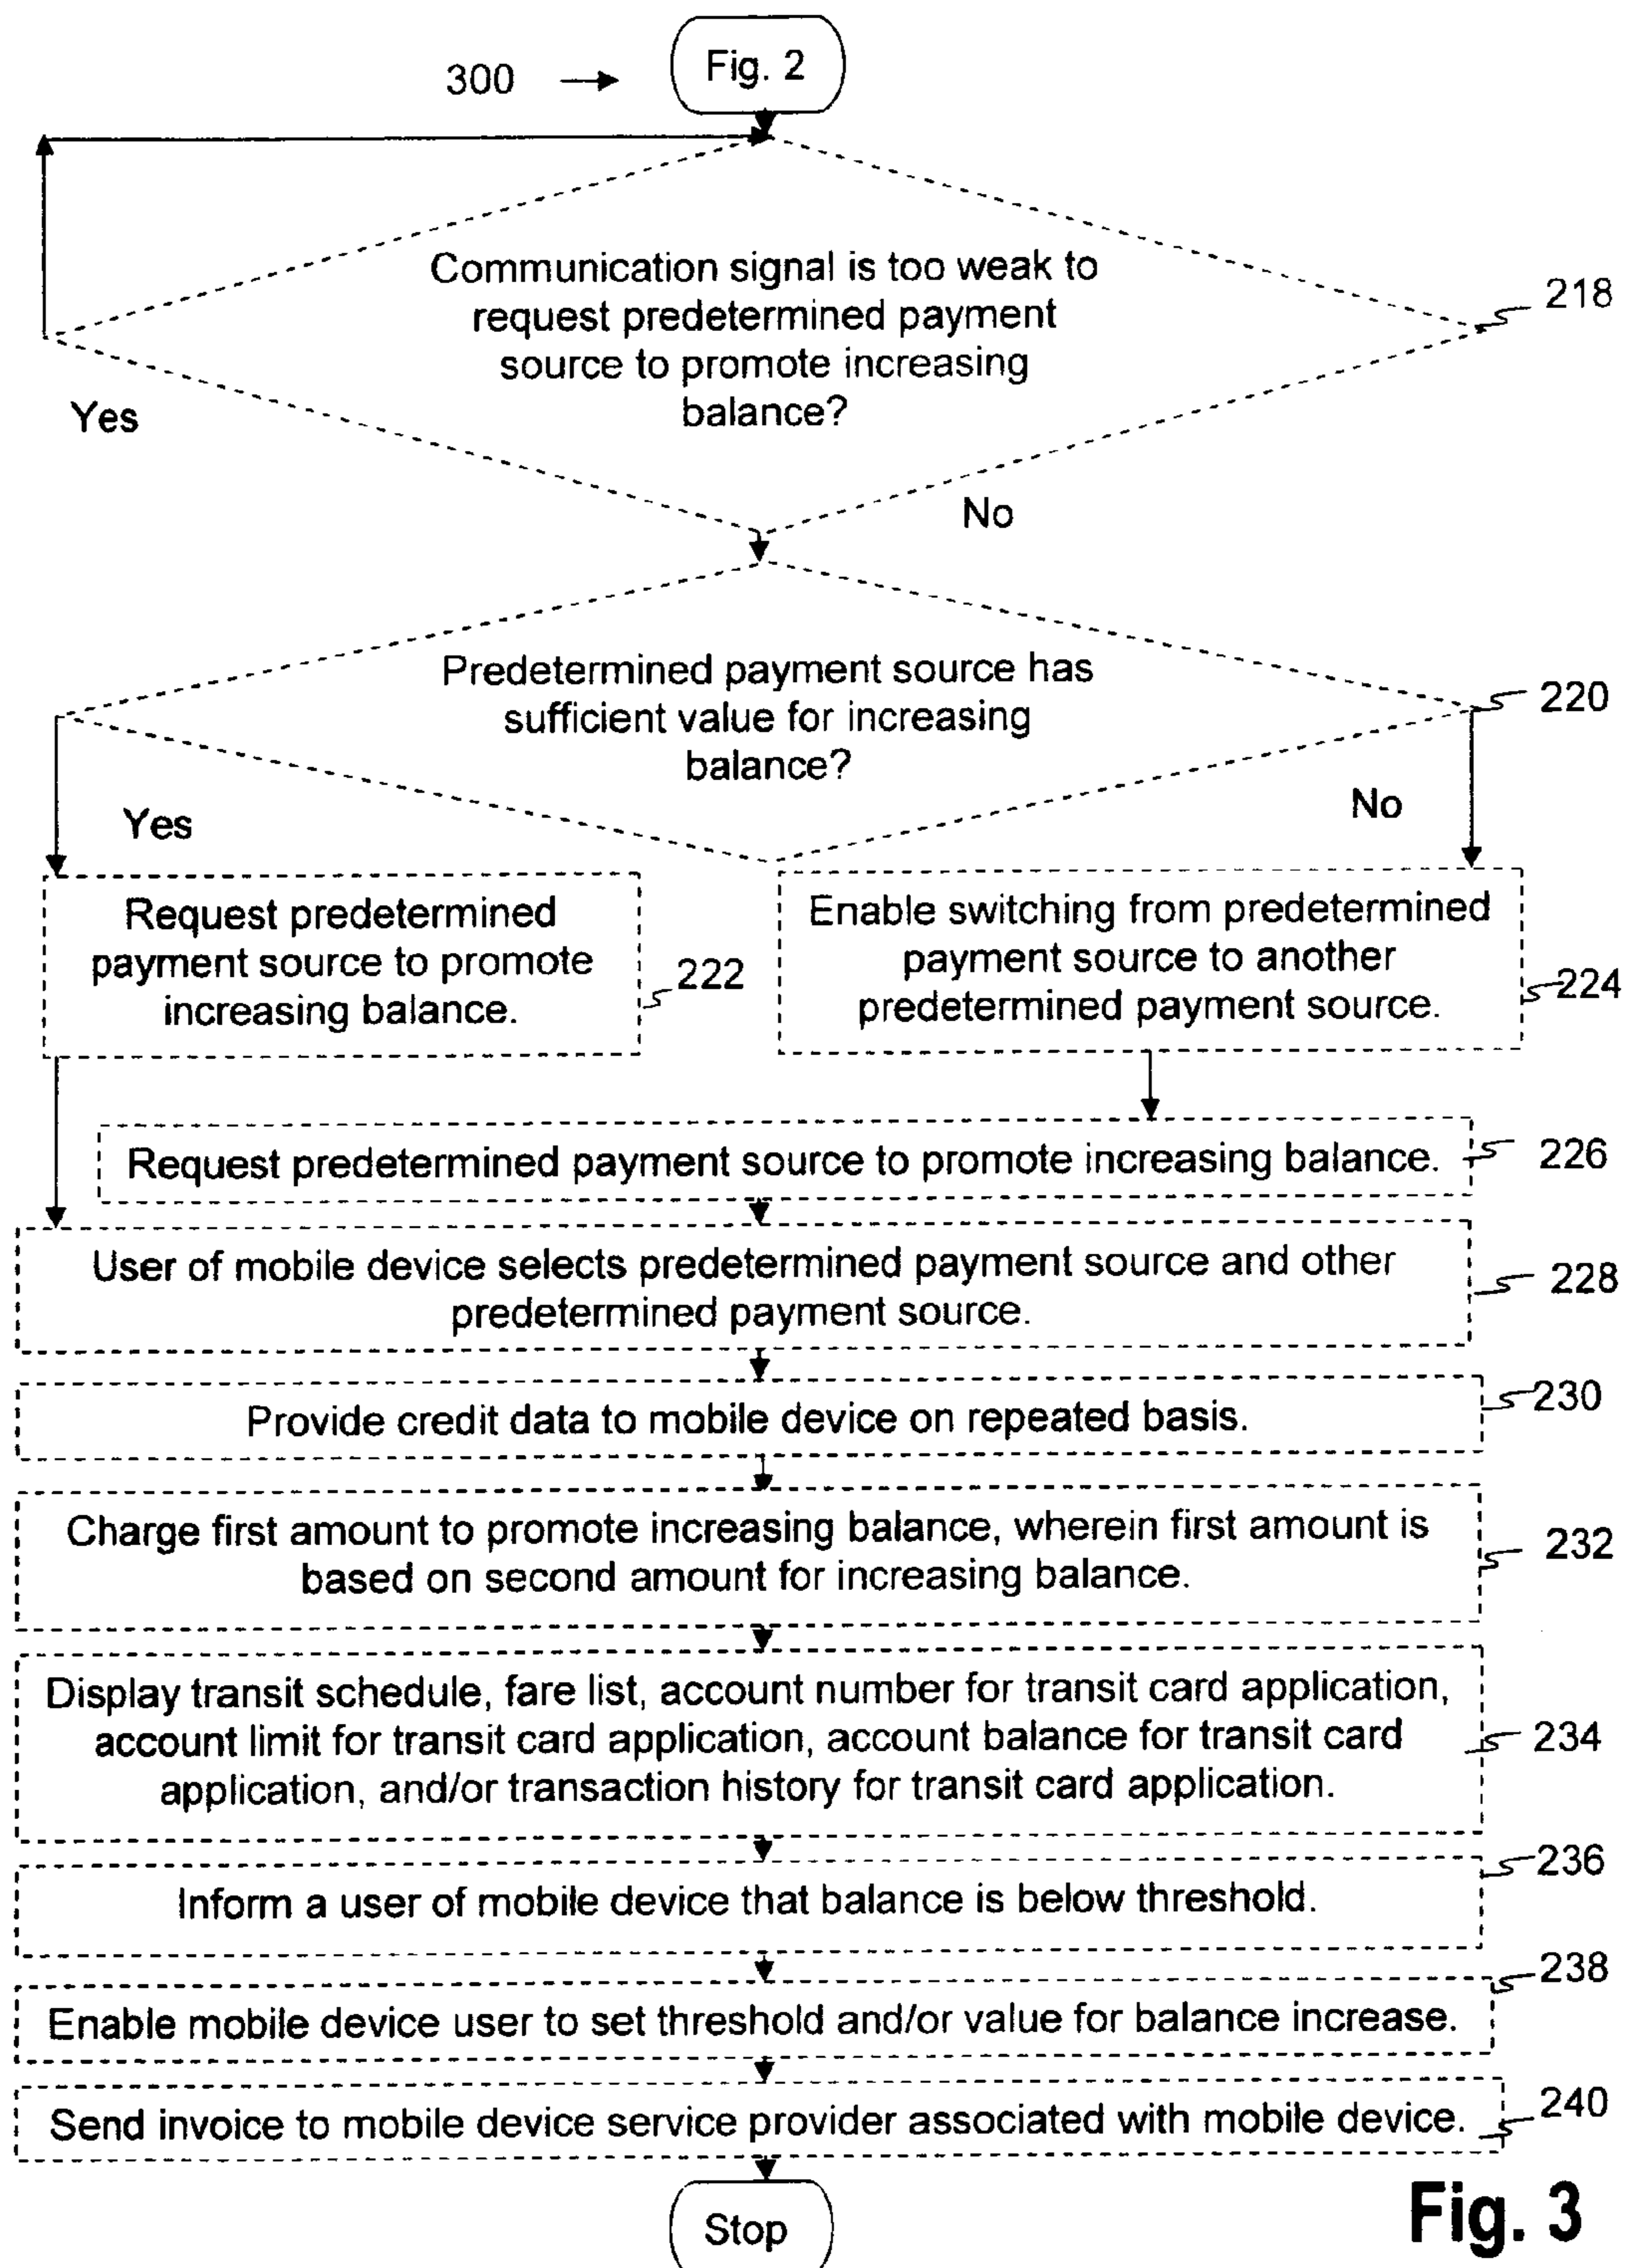 300
Fig. 2
Communication signal is too weak to
request predetermined payment
source to promote increasing
balance?
218
Yes
No
Predetermined payment source has
sufficient value for increasing
balance?
220
Yes
No
Request predetermined
payment source to promote
increasing balance.
222
Enable switching from predetermined
payment source to another
predetermined payment source.
224
Request predetermined payment source to promote increasing balance.
226
User of mobile device selects predetermined payment source and other
predetermined payment source.
228
Provide credit data to mobile device on repeated basis.
230
Charge first amount to promote increasing balance, wherein first amount is
based on second amount for increasing balance.
232
Display transit schedule, fare list, account number for transit card application,
account limit for transit card application, account balance for transit card
application, and/or transaction history for transit card application.
234
Inform a user of mobile device that balance is below threshold.
236
Enable mobile device user to set threshold and/or value for balance increase.
238
Send invoice to mobile device service provider associated with mobile device.
240
Stop
Fig. 3